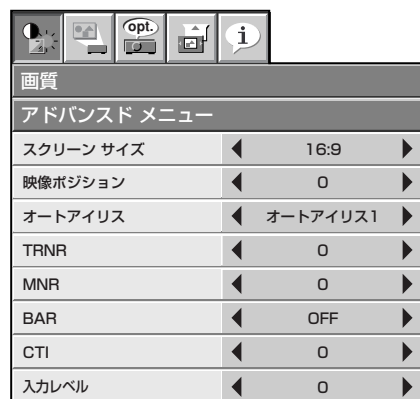 opt.
i
画質
アドバンスド メニュー
スクリーン サイズ 16:9
映像ポジション 0
オートアイリス オートアイリス1
TRNR 0
MNR 0
BAR OFF
CTI 0
入力レベル 0